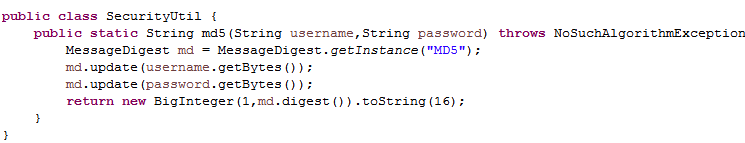 public class SecurityUtil {
    public static String md5(String username,String password) throws NoSuchAlgorithmException
        MessageDigest md = MessageDigest.getInstance("MD5");
        md.update(username.getBytes());
        md.update(password.getBytes());
        return new BigInteger(1,md.digest()).toString(16);
    }
}